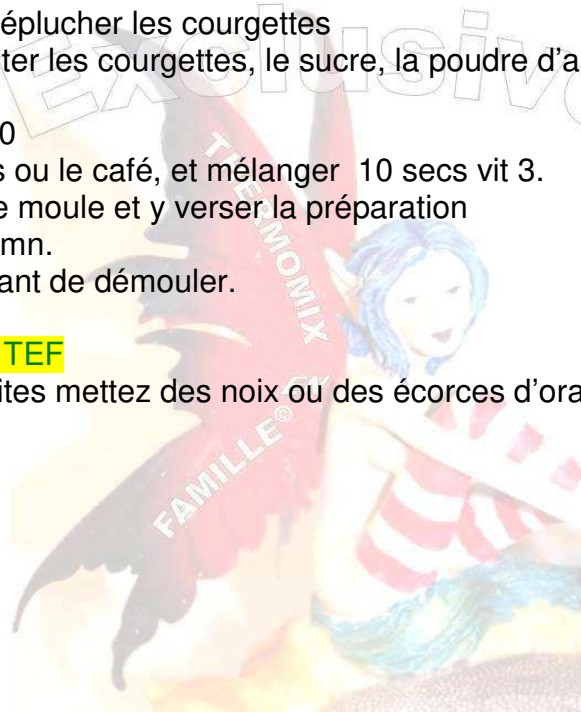 éplucher les courgettes
ter les courgettes, le sucre, la poudre d'a
Exclusive
0
s ou le café, et mélanger  10 secs vit 3.
e moule et y verser la préparation
mn.
ant de démouler.
THERMOMIX
TEF
ites mettez des noix ou des écorces d'ora
FAMILLE©